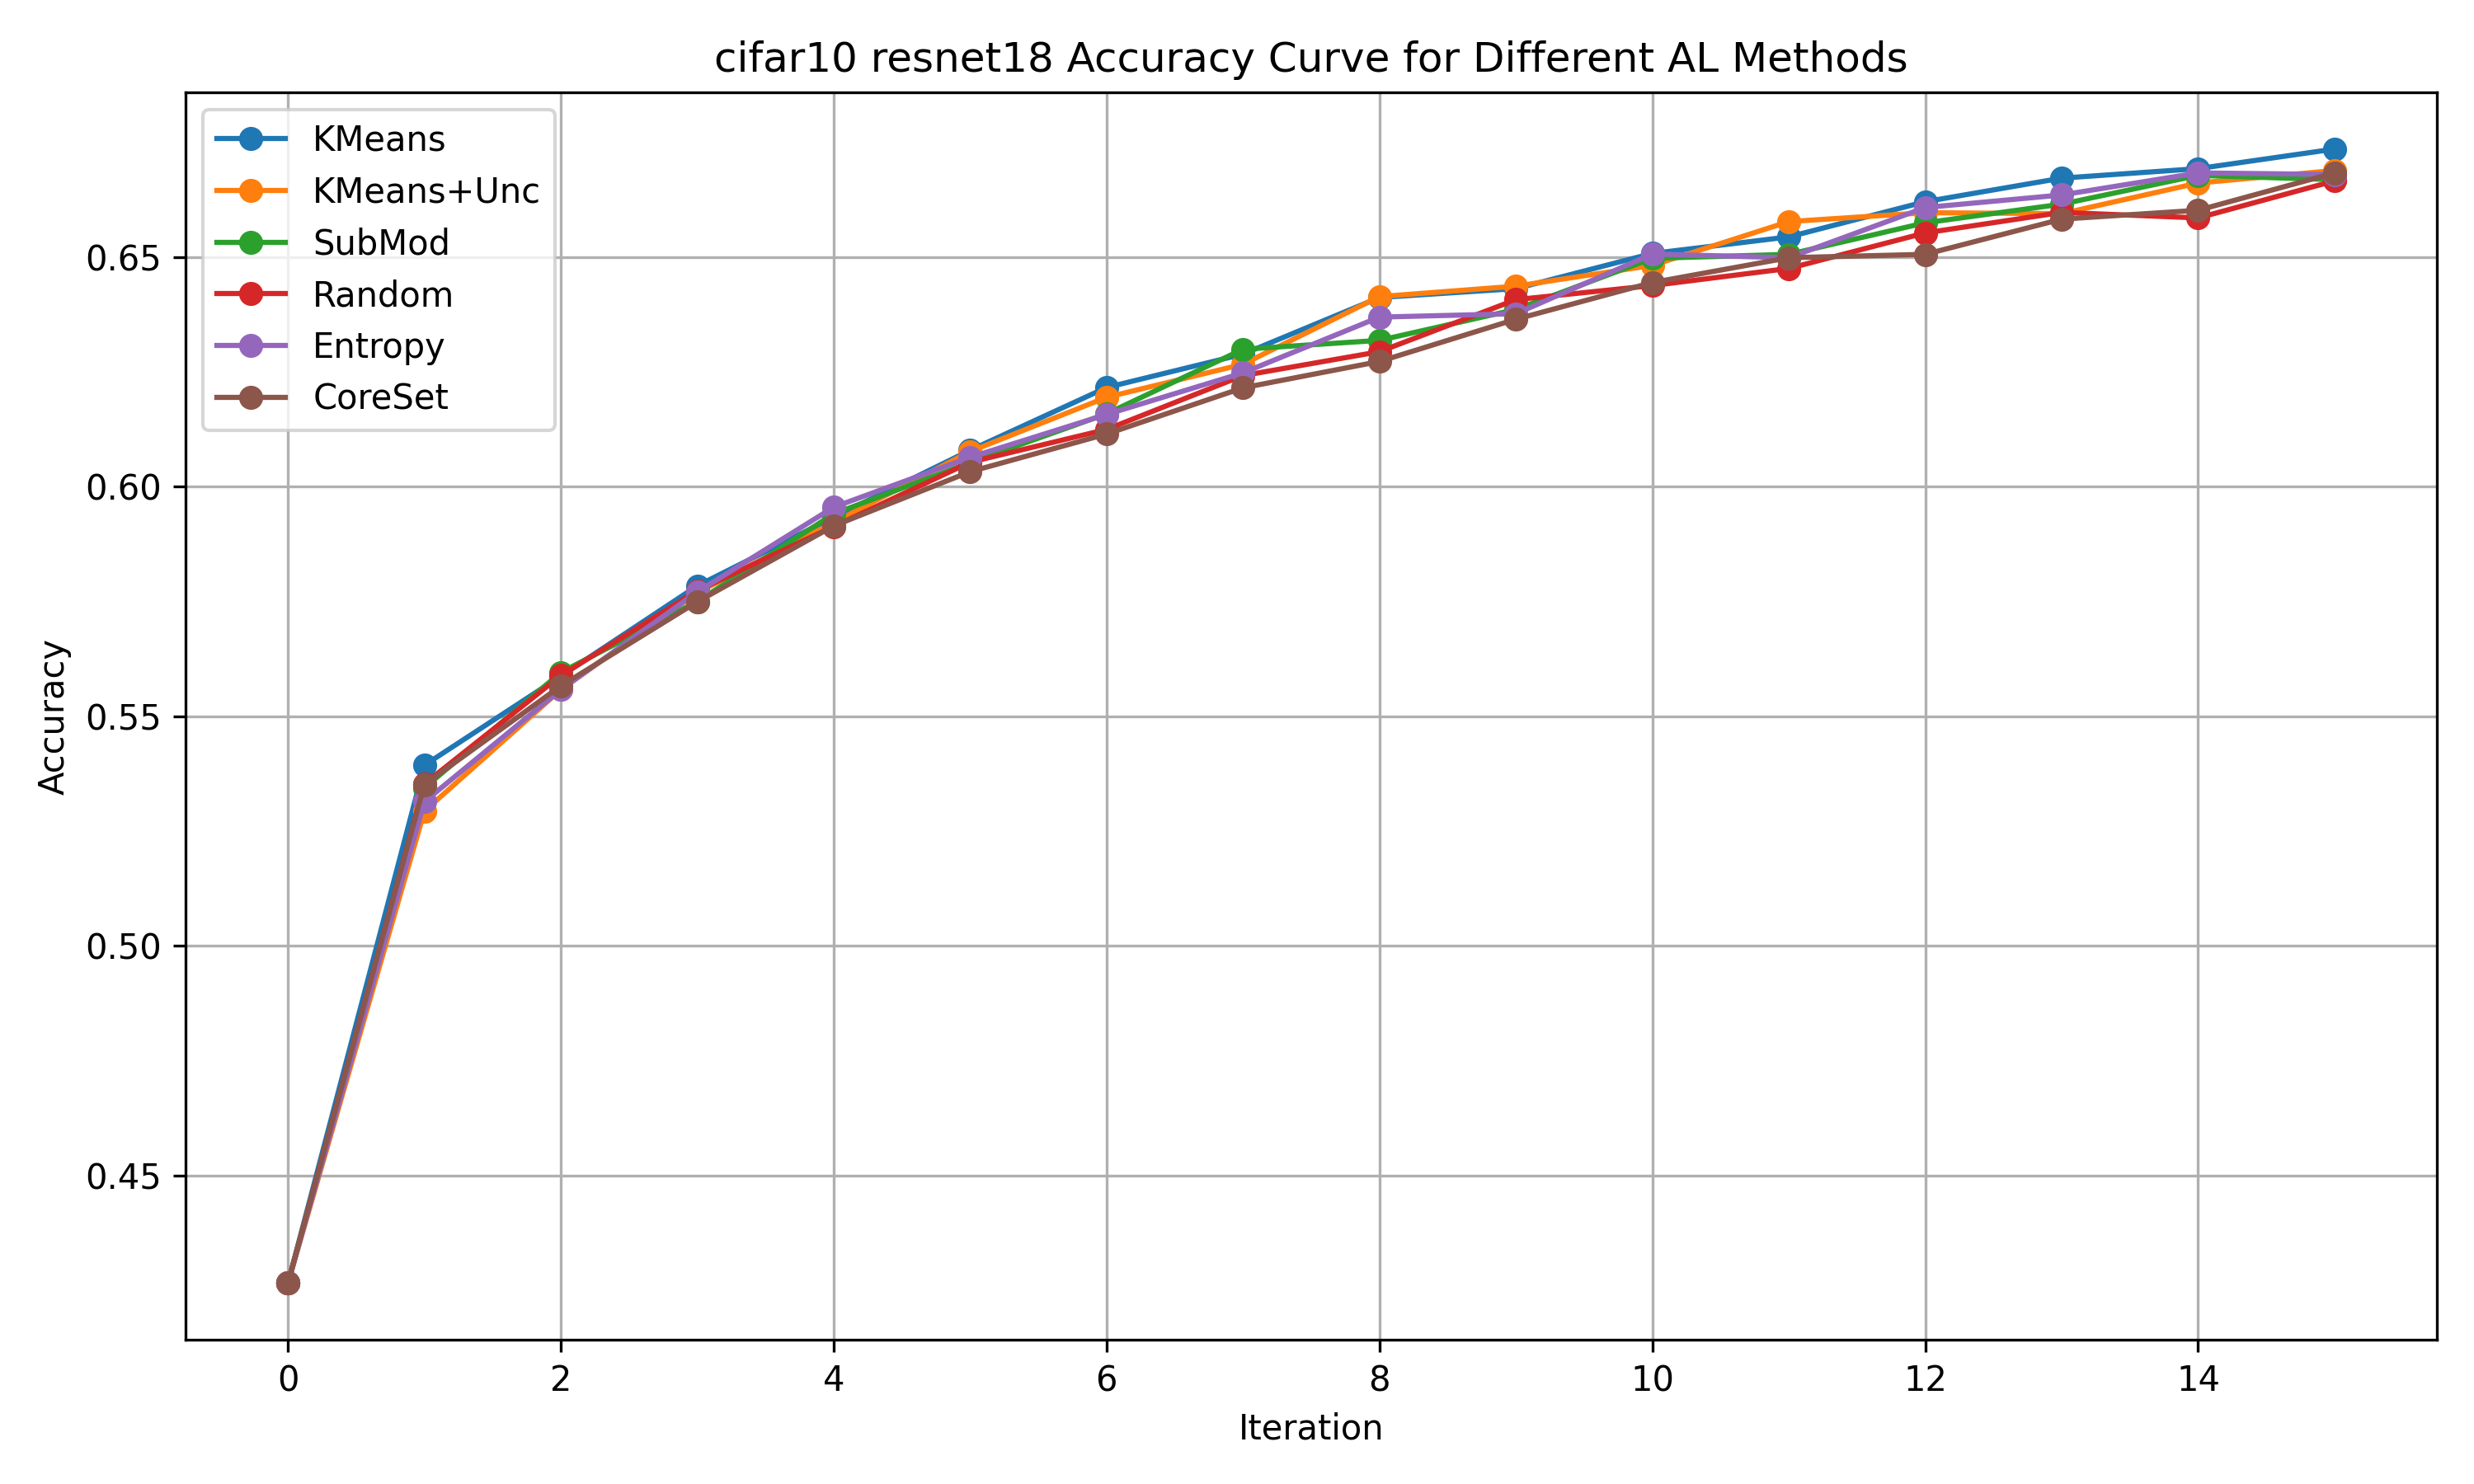 cifar10 resnet18 Accuracy Curve for Different AL Methods
KMeans
KMeans+Unc
SubMod
Random
Entropy
CoreSet
0.65
0.60
0.55
0.50
0.45
Accuracy
0 2 4 6 8 10 12 14
Iteration